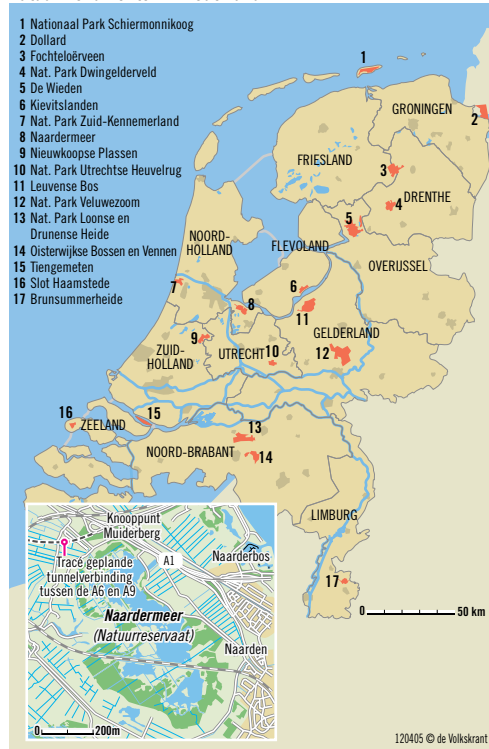 1 Nationaal Park Schiermonnikoog
2 Dollard
3 Fochteloërveen
4 Nat. Park Dwingelderveld
5 De Wieden
6 Kievitslanden
7 Nat. Park Zuid-Kennemerland
8 Naardermeer
9 Nieuwkoopse Plassen
10 Nat. Park Utrechtse Heuvelrug
11 Leuvense Bos
12 Nat. Park Veluwezoom
13 Nat. Park Loonse en
Drunense Heide
14 Oisterwijkse Bossen en Vennen
15 Tiengemeten
16 Slot Haamstede
17 Brunsummerheide
1
GRONINGEN
2
FRIESLAND
3
DRENTHE
4
5
NOORD-
HOLLAND
FLEVOLAND
OVERIJSSEL
7
6
8
11
9
GELDERLAND
ZUID-
HOLLAND
UTRECHT
10
12
16
ZEELAND
15
13
NOORD-BRABANT
14
LIMBURG
17
0
50 km
Knooppunt
Muiderberg
A1
Naarderbos
Tracé geplande
tunnelverbinding
tussen de A6 en A9
Naardermeer
(Natuurreservaat)
Naarden
0
200m
120405 © de Volkskrant